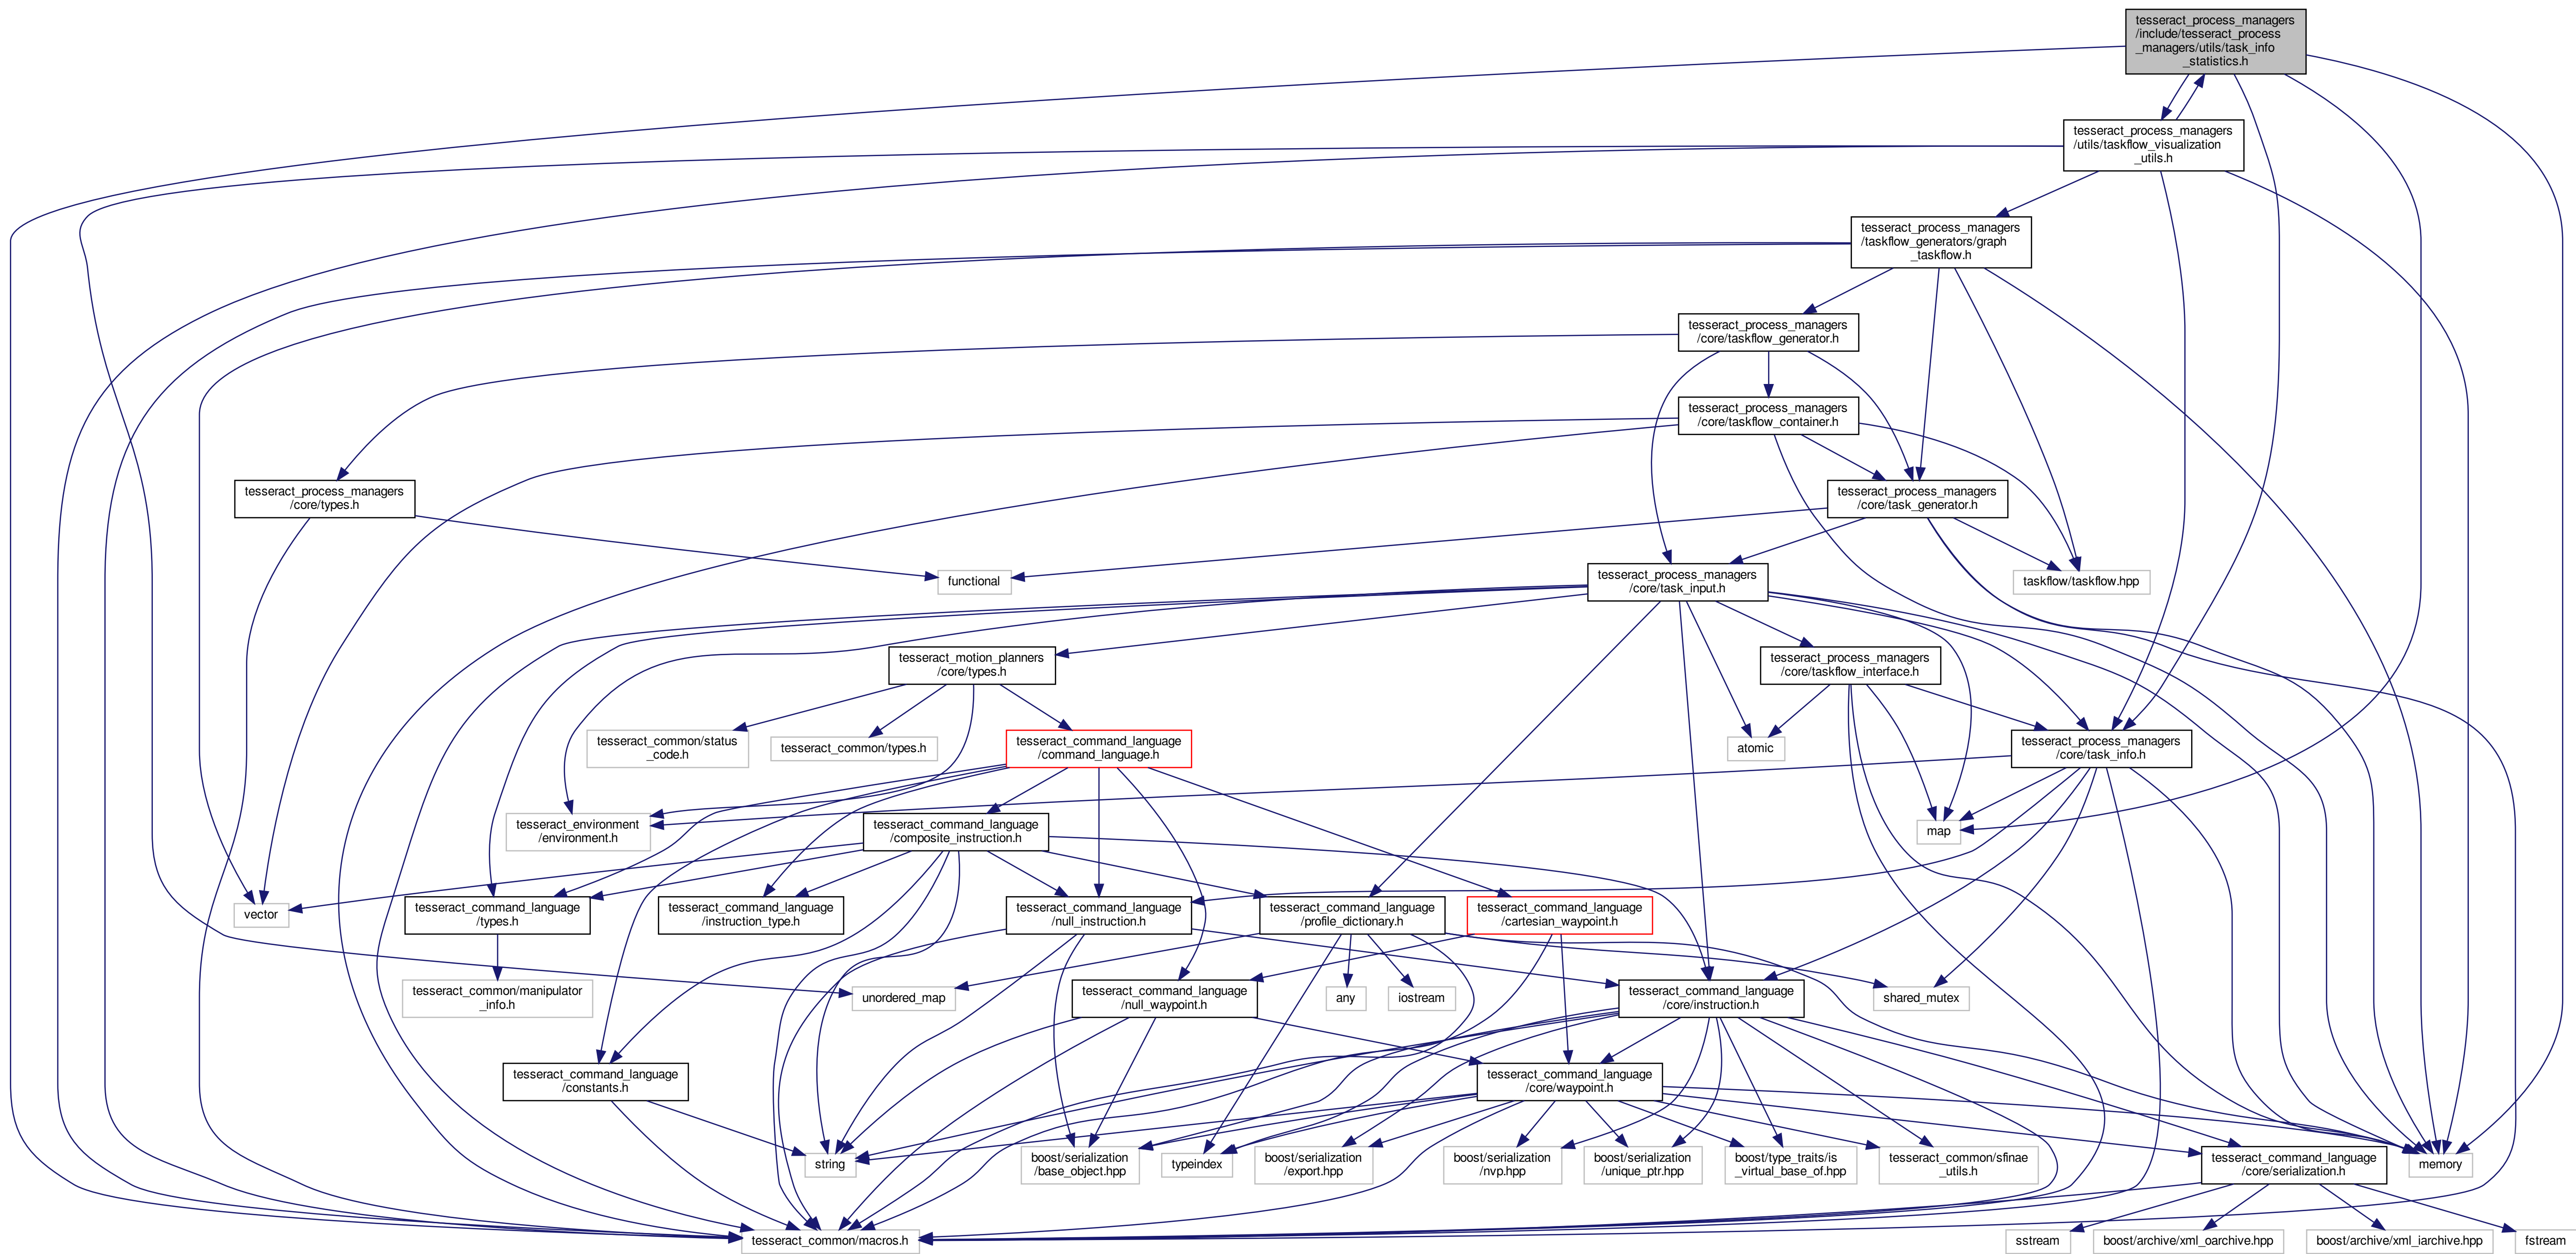 tesseract_process_managers
/include/tesseract_process
_managers/utils/task_info
_statistics.h
tesseract_process_managers
/utils/taskflow_visualization
_utils.h
tesseract_process_managers
/taskflow_generators/graph
_taskflow.h
tesseract_process_managers
/core/taskflow_generator.h
tesseract_process_managers
/core/taskflow_container.h
tesseract_process_managers
/core/types.h
tesseract_process_managers
/core/task_generator.h
functional
taskflow/taskflow.hpp
tesseract_process_managers
/core/task_input.h
tesseract_motion_planners
/core/types.h
tesseract_process_managers
/core/taskflow_interface.h
tesseract_common/status
_code.h
tesseract_common/types.h
tesseract_command_language
/command_language.h
atomic
tesseract_process_managers
/core/task_info.h
tesseract_environment
/environment.h
tesseract_command_language
/composite_instruction.h
map
vector
tesseract_command_language
/types.h
tesseract_command_language
/instruction_type.h
tesseract_command_language
/null_instruction.h
tesseract_command_language
/profile_dictionary.h
tesseract_command_language
/cartesian_waypoint.h
tesseract_common/manipulator
_info.h
unordered_map
tesseract_command_language
/null_waypoint.h
any
iostream
tesseract_command_language
/core/instruction.h
shared_mutex
tesseract_command_language
/constants.h
tesseract_command_language
/core/waypoint.h
string
boost/serialization
/base_object.hpp
typeindex
boost/serialization
/export.hpp
boost/serialization
/nvp.hpp
boost/serialization
/unique_ptr.hpp
boost/type_traits/is
_virtual_base_of.hpp
tesseract_common/sfinae
_utils.h
tesseract_command_language
/core/serialization.h
memory
tesseract_common/macros.h
sstream
boost/archive/xml_oarchive.hpp
boost/archive/xml_iarchive.hpp
fstream